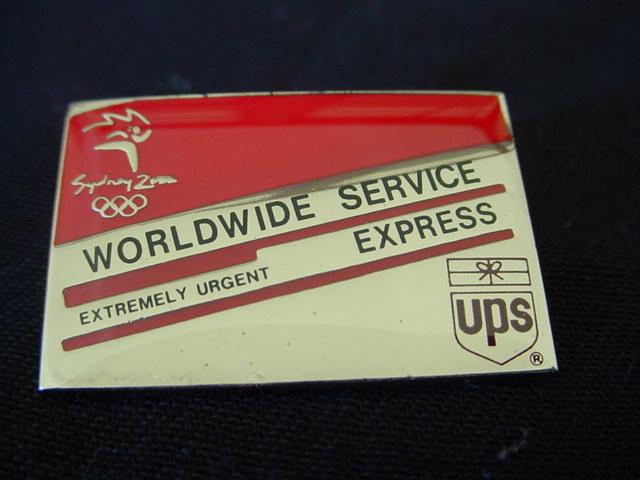 Sydney 2000
WORLDWIDE SERVICE
EXPRESS
EXTREMELY URGENT
ups
®